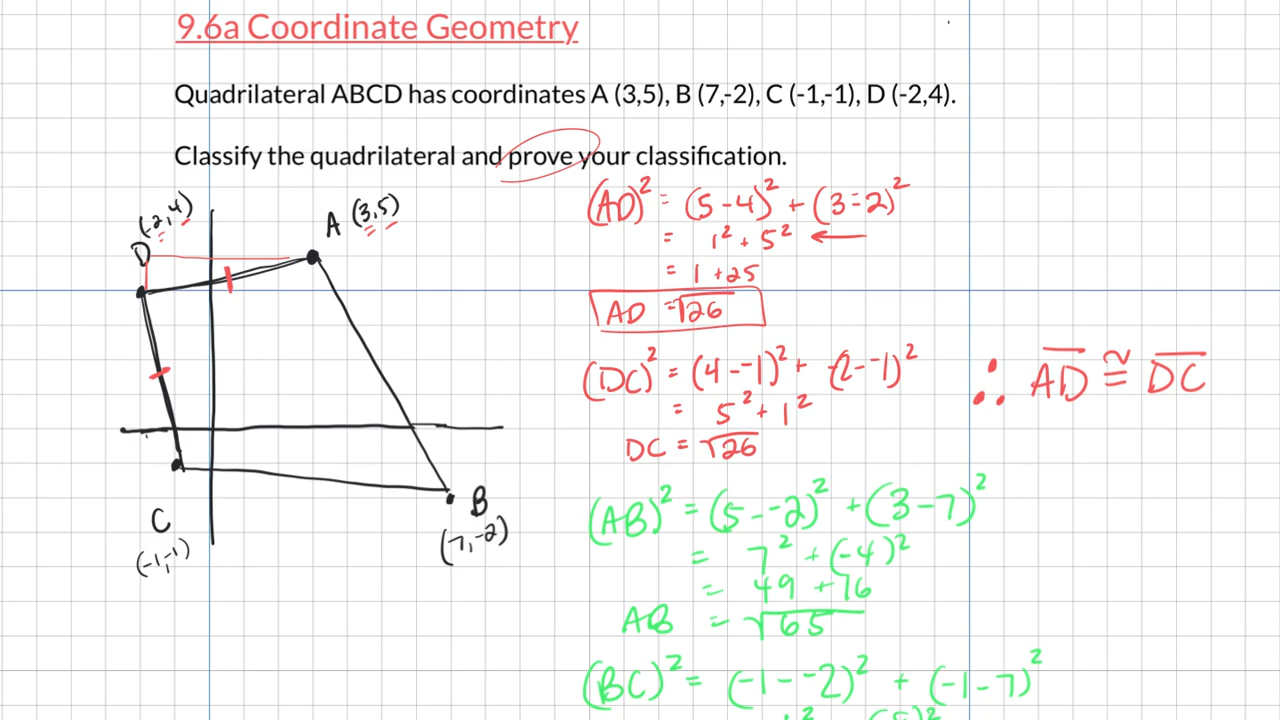 9.6a Coordinate Geometry
Quadrilateral ABCD has coordinates A (3,5), B (7,-2), C (-1,-1), D (-2,4).
Classify the quadrilateral and prove your classification.
(-2,4)
D
A (3,5)
C
(-1,-1)
B
(7,-2)
(AD)² = (5-4)² + (3--2)²
= 1² + 5²
= 1 + 25
AD = √26
(DC)² = (4--1)² + (-2--1)²
= 5² + 1²
DC = √26
∴ AD ≅ DC
(AB)² = (5--2)² + (3-7)²
= 7² + (-4)²
= 49 + 16
AB = √65
(BC)² = (-1--2)² + (-1-7)²